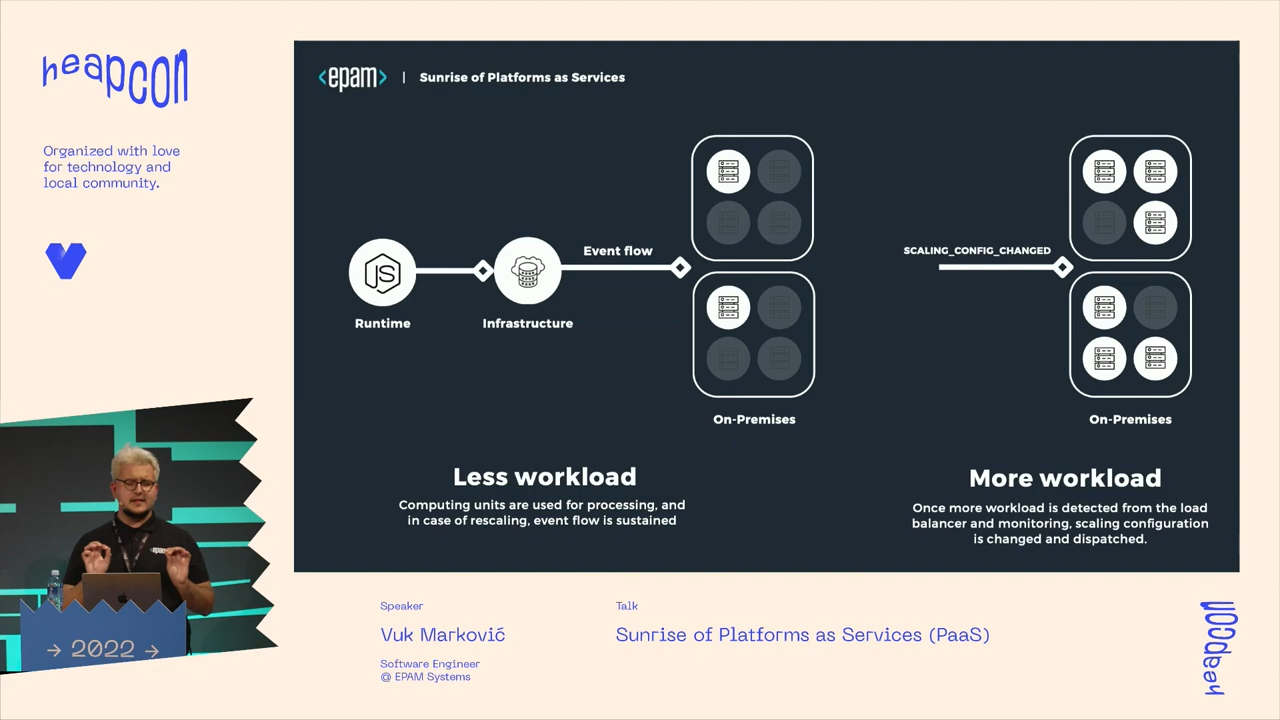 heapcon
Organized with love
for technology and
local community.
<epam> | Sunrise of Platforms as Services
JS
Runtime
Infrastructure
Event flow
On-Premises
SCALING_CONFIG_CHANGED
On-Premises
Less workload
Computing units are used for processing, and
in case of rescaling, event flow is sustained
More workload
Once more workload is detected from the load
balancer and monitoring, scaling configuration
is changed and dispatched.
<epam>
→ 2022 →
Speaker
Vuk Marković
Software Engineer
@ EPAM Systems
Talk
Sunrise of Platforms as Services (PaaS)
heapcon